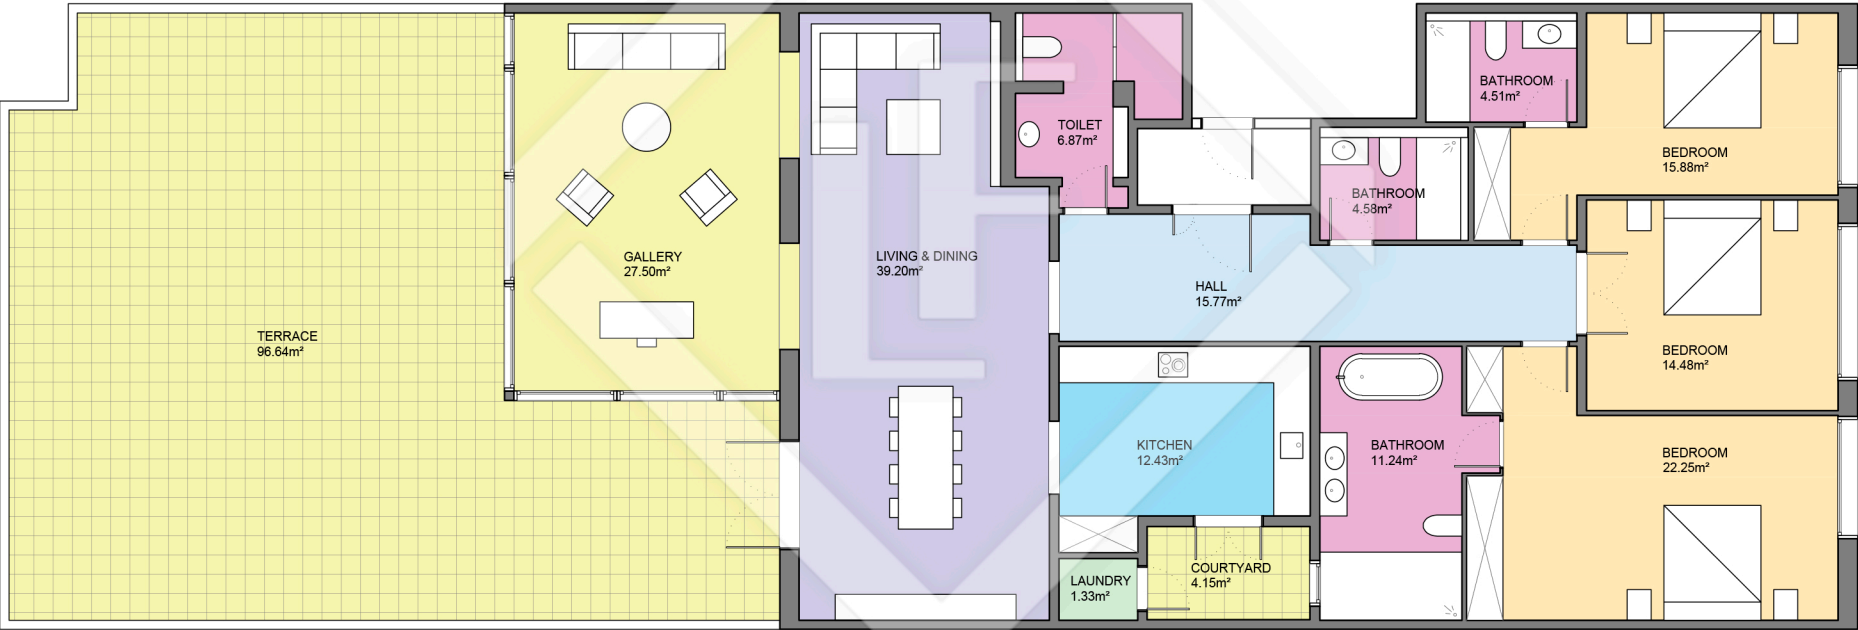 TERRACE
96.64m²
GALLERY
27.50m²
LIVING & DINING
39.20m²
TOILET
6.87m²
HALL
15.77m²
KITCHEN
12.43m²
LAUNDRY
1.33m²
COURTYARD
4.15m²
BATHROOM
11.24m²
BATHROOM
4.58m²
BATHROOM
4.51m²
BEDROOM
15.88m²
BEDROOM
14.48m²
BEDROOM
22.25m²